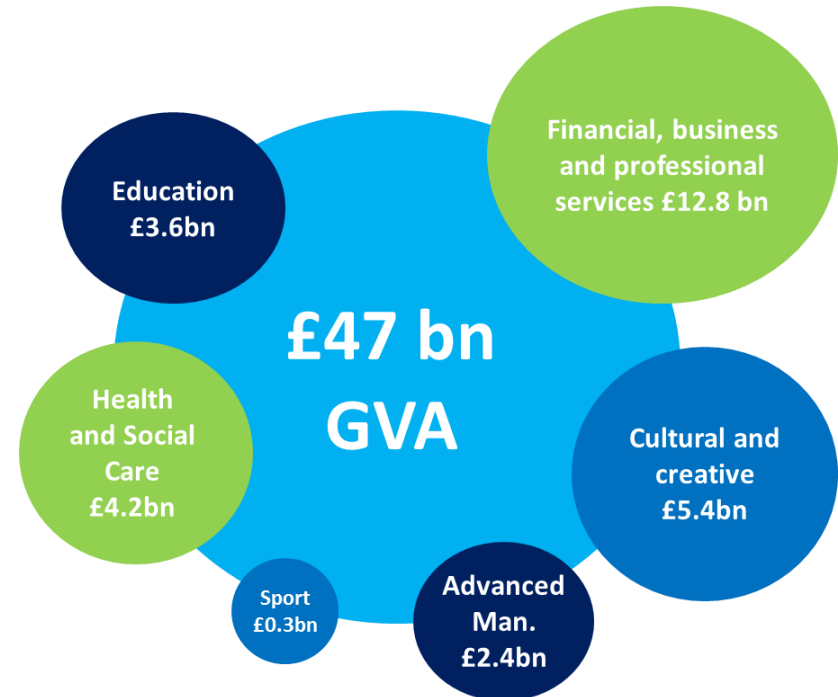 Financial, business
and professional
services £12.8 bn
Education
£3.6bn
£47 bn
GVA
Health
and Social
Care
£4.2bn
Cultural and
creative
£5.4bn
Sport
£0.3bn
Advanced
Man.
£2.4bn